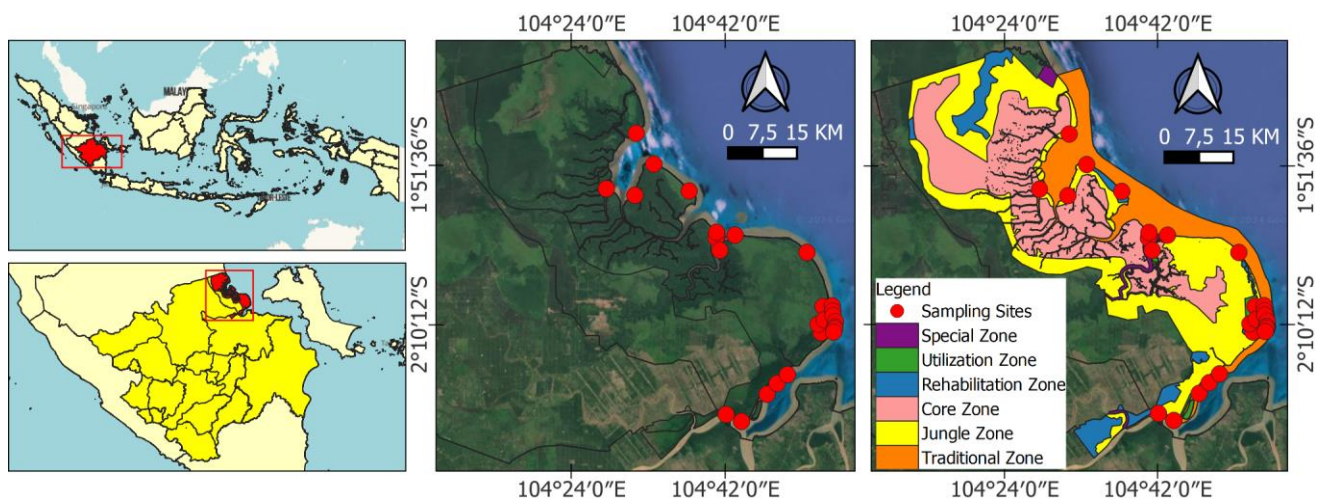 104°24′0″E 104°42′0″E
104°24′0″E 104°42′0″E
Singapore
MALAY
TIMOR-LESTE
0 7,5 15 KM
0 7,5 15 KM
1°51′36″S
1°51′36″S
2°10′12″S
2°10′12″S
Legend
Sampling Sites
Special Zone
Utilization Zone
Rehabilitation Zone
Core Zone
Jungle Zone
Traditional Zone
104°24′0″E 104°42′0″E
104°24′0″E 104°42′0″E